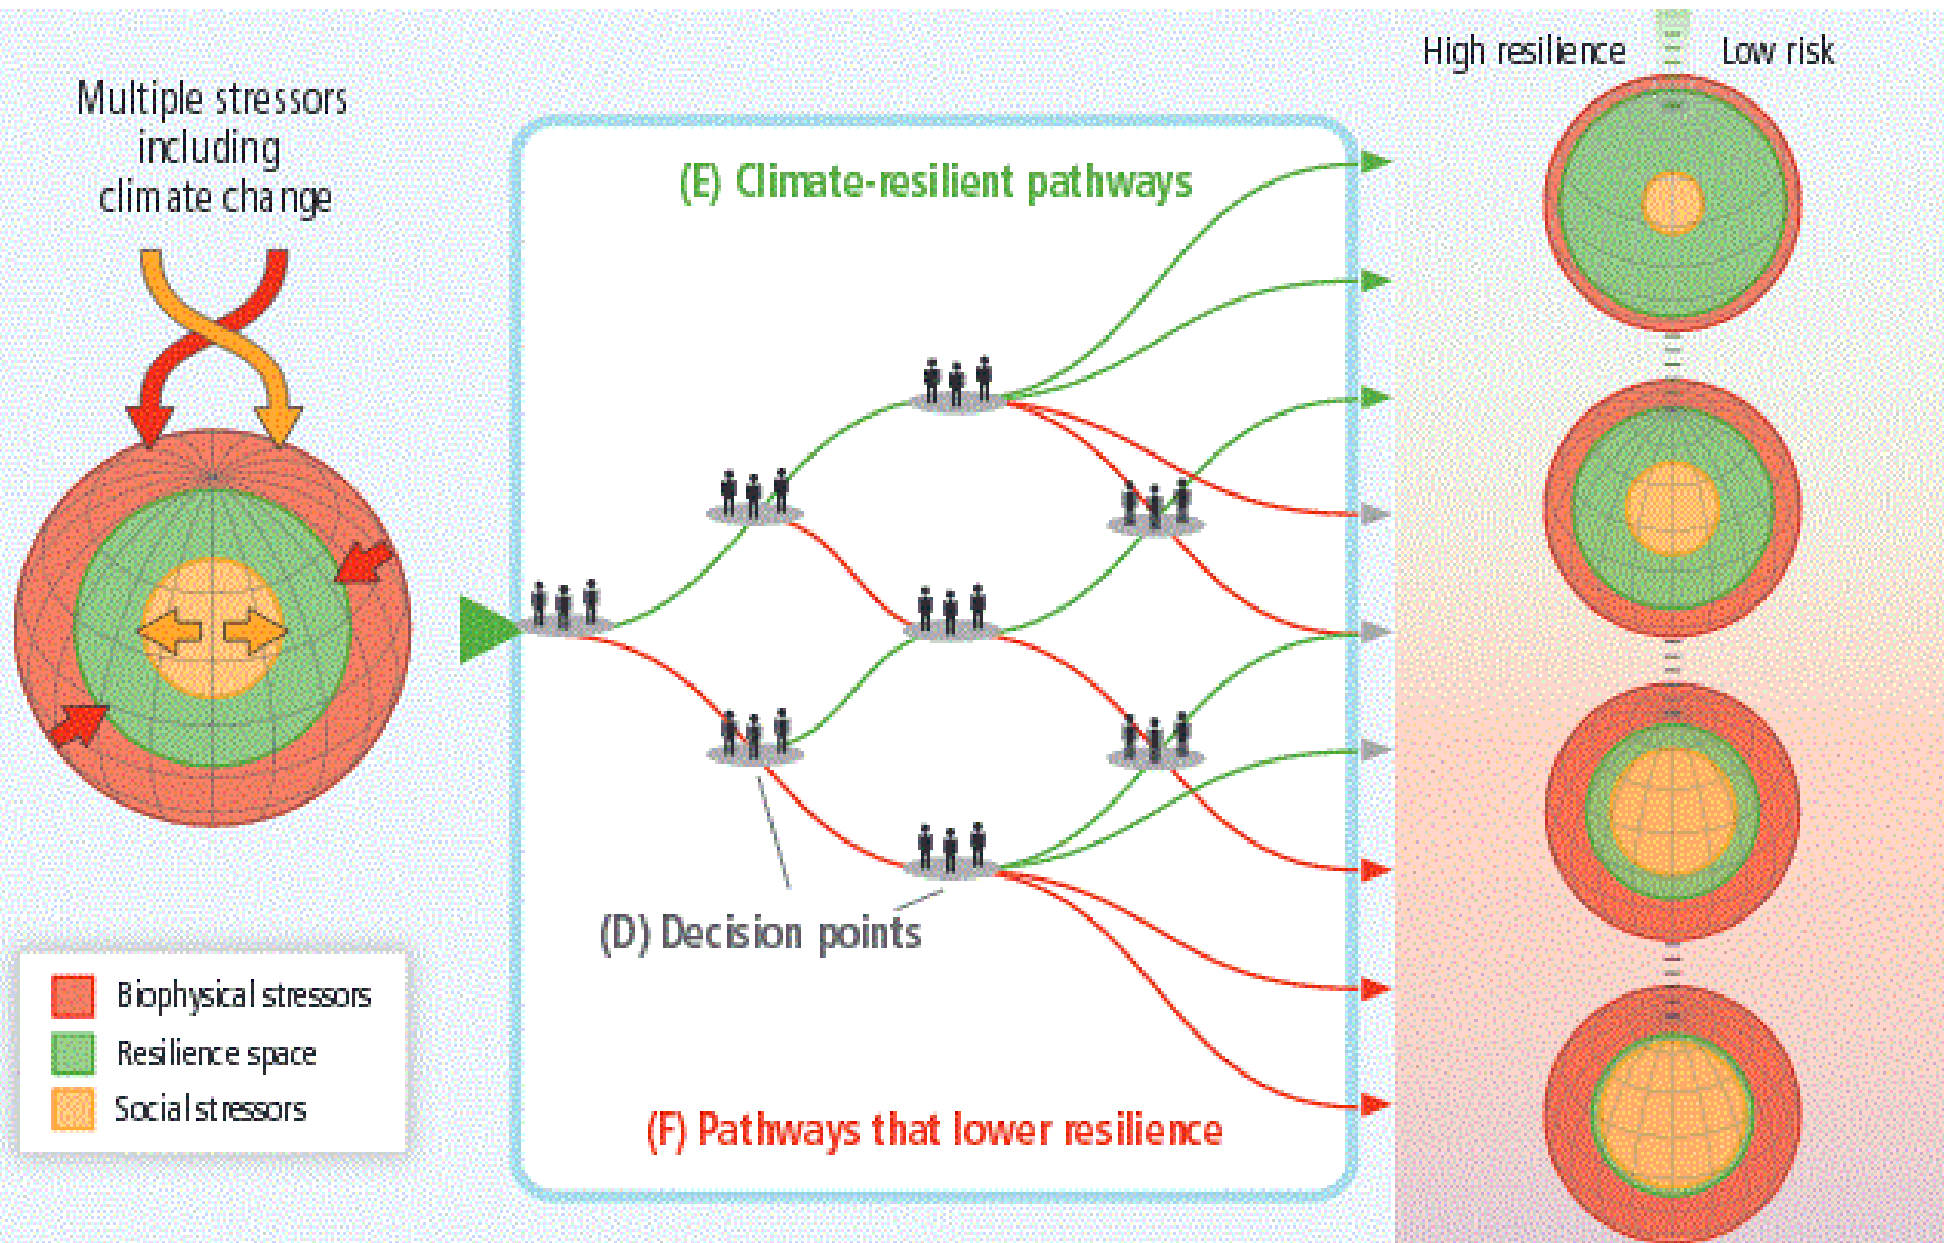 Multiple stressors
including
climate change
Biophysical stressors
Resilience space
Social stressors
(E) Climate-resilient pathways
(D) Decision points
(F) Pathways that lower resilience
High resilience
Low risk